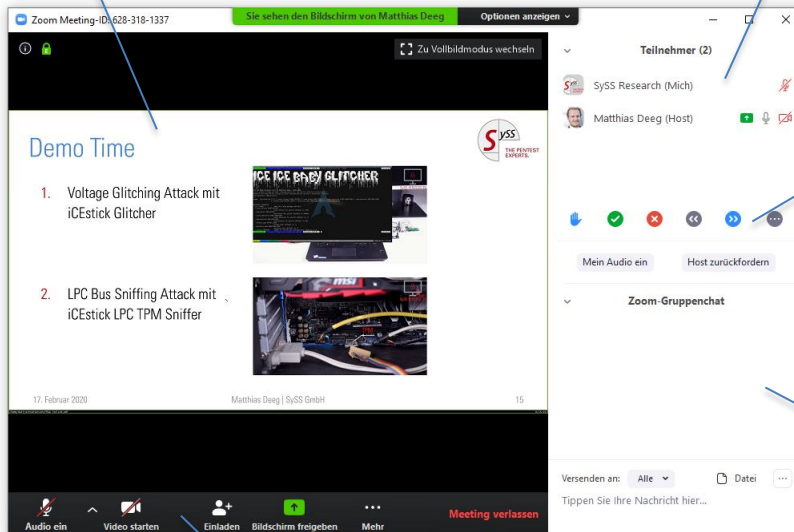 Zoom Meeting-ID: 628-318-1337
Sie sehen den Bildschirm von Matthias Deeg
Optionen anzeigen
Zu Vollbildmodus wechseln
Demo Time
SySS
THE PENTEST
EXPERTS.
1. Voltage Glitching Attack mit
iCEstick Glitcher
ICE ICE BABY GLITCHER
2. LPC Bus Sniffing Attack mit
iCEstick LPC TPM Sniffer
msi
TPM
17. Februar 2020
Matthias Deeg | SySS GmbH
15
Audio ein
Video starten
Einladen
Bildschirm freigeben
Mehr
Meeting verlassen
Teilnehmer (2)
SySS Research (Mich)
Matthias Deeg (Host)
Mein Audio ein
Host zurückfordern
Zoom-Gruppenchat
Versenden an: Alle
Datei
Tippen Sie Ihre Nachricht hier...